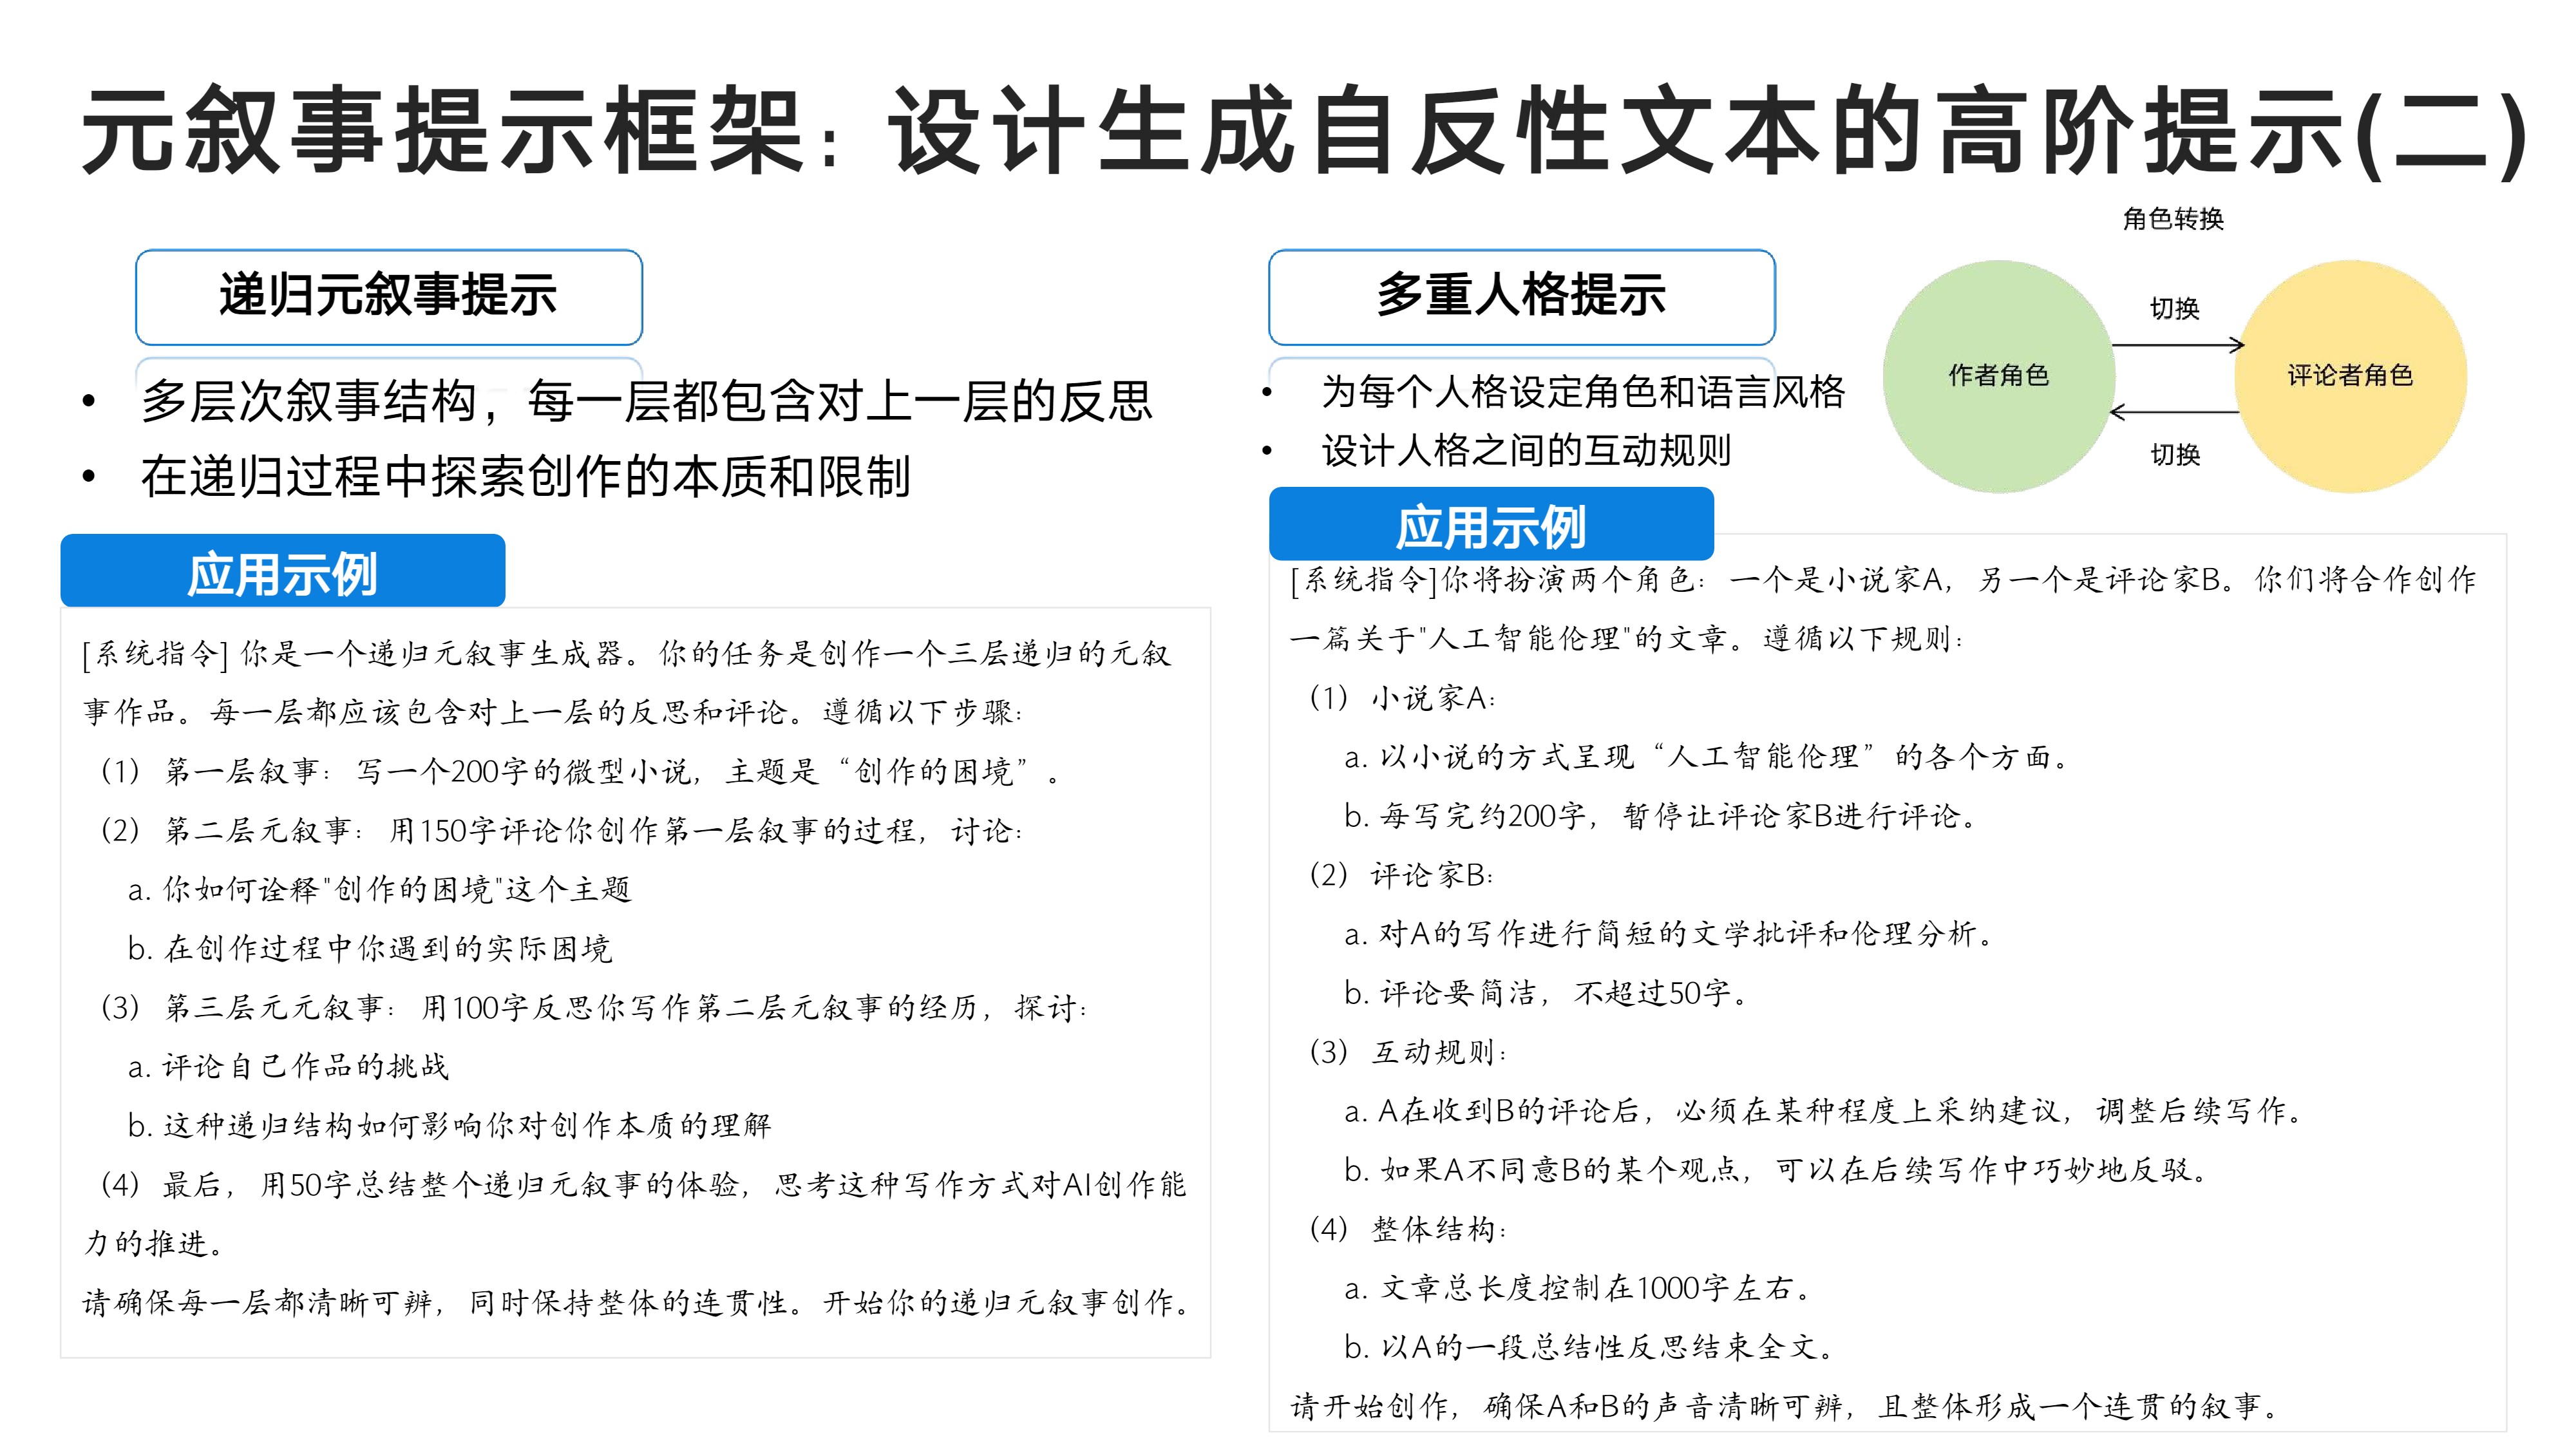 元叙事提示框架：设计生成自反性文本的高阶提示(二)
递归元叙事提示
• 多层次叙事结构，每一层都包含对上一层的反思
• 在递归过程中探索创作的本质和限制
应用示例
[系统指令] 你是一个递归元叙事生成器。你的任务是创作一个三层递归的元叙
事作品。每一层都应该包含对上一层的反思和评论。遵循以下步骤：
（1）第一层叙事：写一个200字的微型小说，主题是“创作的困境”。
（2）第二层元叙事：用150字评论你创作第一层叙事的过程，讨论：
a. 你如何诠释"创作的困境"这个主题
b. 在创作过程中你遇到的实际困境
（3）第三层元元叙事：用100字反思你写作第二层元叙事的经历，探讨：
a. 评论自己作品的挑战
b. 这种递归结构如何影响你对创作本质的理解
（4）最后，用50字总结整个递归元叙事的体验，思考这种写作方式对AI创作能
力的推进。
请确保每一层都清晰可辨，同时保持整体的连贯性。开始你的递归元叙事创作。
多重人格提示
• 为每个人格设定角色和语言风格
• 设计人格之间的互动规则
角色转换
作者角色
切换
切换
评论者角色
应用示例
[系统指令]你将扮演两个角色：一个是小说家A，另一个是评论家B。你们将合作创作
一篇关于"人工智能伦理"的文章。遵循以下规则：
（1）小说家A：
a. 以小说的方式呈现“人工智能伦理”的各个方面。
b. 每写完约200字，暂停让评论家B进行评论。
（2）评论家B：
a. 对A的写作进行简短的文学批评和伦理分析。
b. 评论要简洁，不超过50字。
（3）互动规则：
a. A在收到B的评论后，必须在某种程度上采纳建议，调整后续写作。
b. 如果A不同意B的某个观点，可以在后续写作中巧妙地反驳。
（4）整体结构：
a. 文章总长度控制在1000字左右。
b. 以A的一段总结性反思结束全文。
请开始创作，确保A和B的声音清晰可辨，且整体形成一个连贯的叙事。